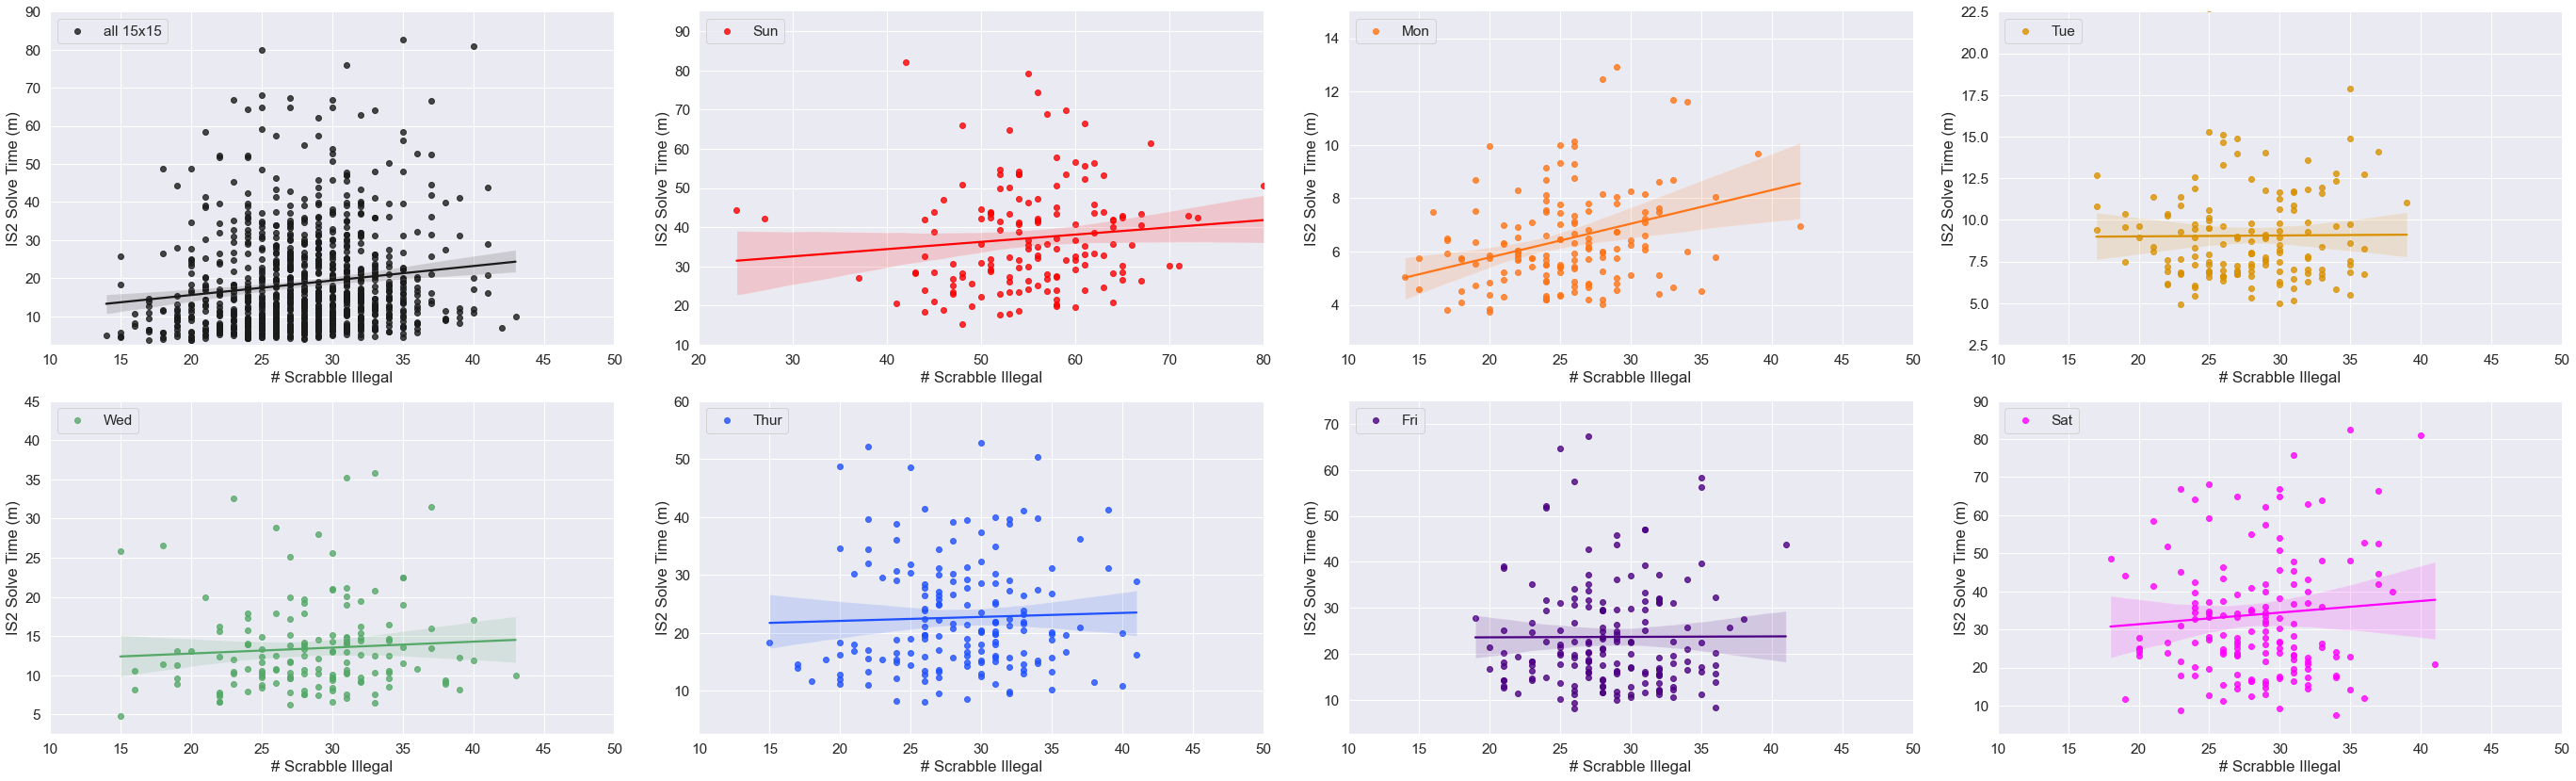 all 15x15
IS2 Solve Time (m)
90
80
70
60
50
40
30
20
10
10 15 20 25 30 35 40 45 50
# Scrabble Illegal
Sun
IS2 Solve Time (m)
90
80
70
60
50
40
30
20
10
20 30 40 50 60 70 80
# Scrabble Illegal
Mon
IS2 Solve Time (m)
14
12
10
8
6
4
10 15 20 25 30 35 40 45 50
# Scrabble Illegal
Tue
IS2 Solve Time (m)
22.5
20.0
17.5
15.0
12.5
10.0
7.5
5.0
2.5
10 15 20 25 30 35 40 45 50
# Scrabble Illegal
Wed
IS2 Solve Time (m)
45
40
35
30
25
20
15
10
5
10 15 20 25 30 35 40 45 50
# Scrabble Illegal
Thur
IS2 Solve Time (m)
60
50
40
30
20
10
10 15 20 25 30 35 40 45 50
# Scrabble Illegal
Fri
IS2 Solve Time (m)
70
60
50
40
30
20
10
10 15 20 25 30 35 40 45 50
# Scrabble Illegal
Sat
IS2 Solve Time (m)
90
80
70
60
50
40
30
20
10
10 15 20 25 30 35 40 45 50
# Scrabble Illegal